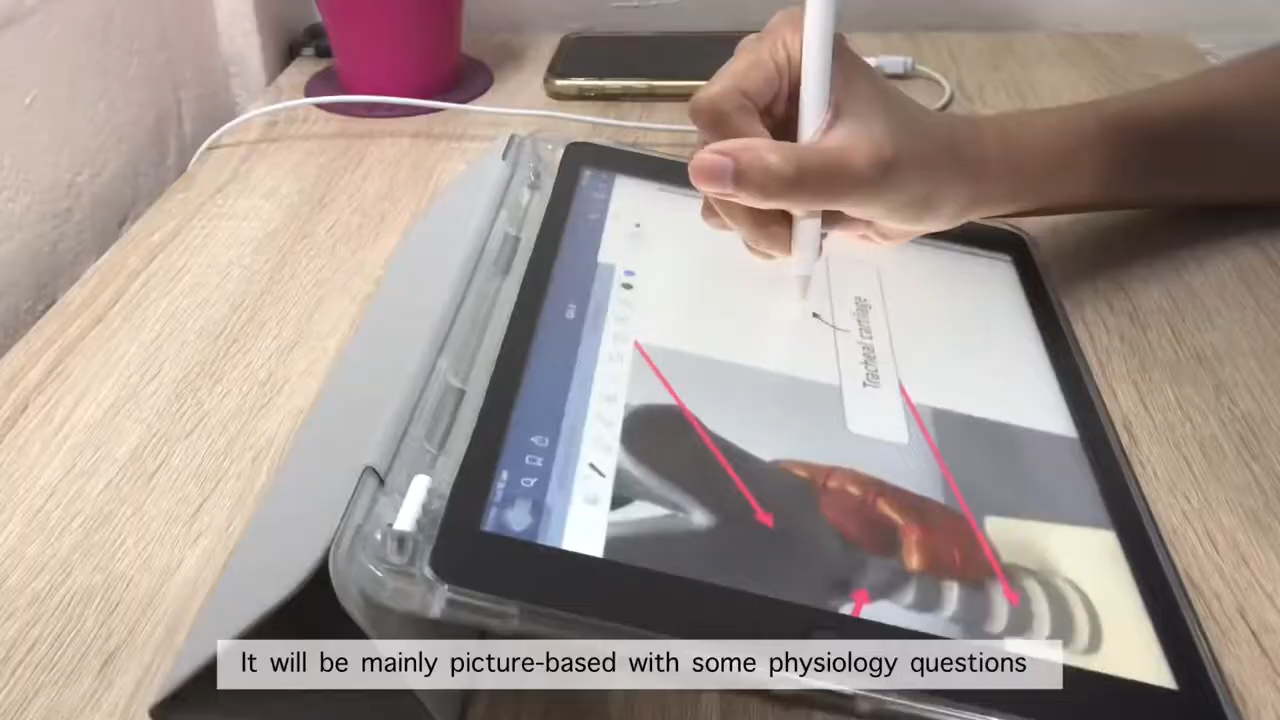 Tracheal cartilage
It will be mainly picture-based with some physiology questions